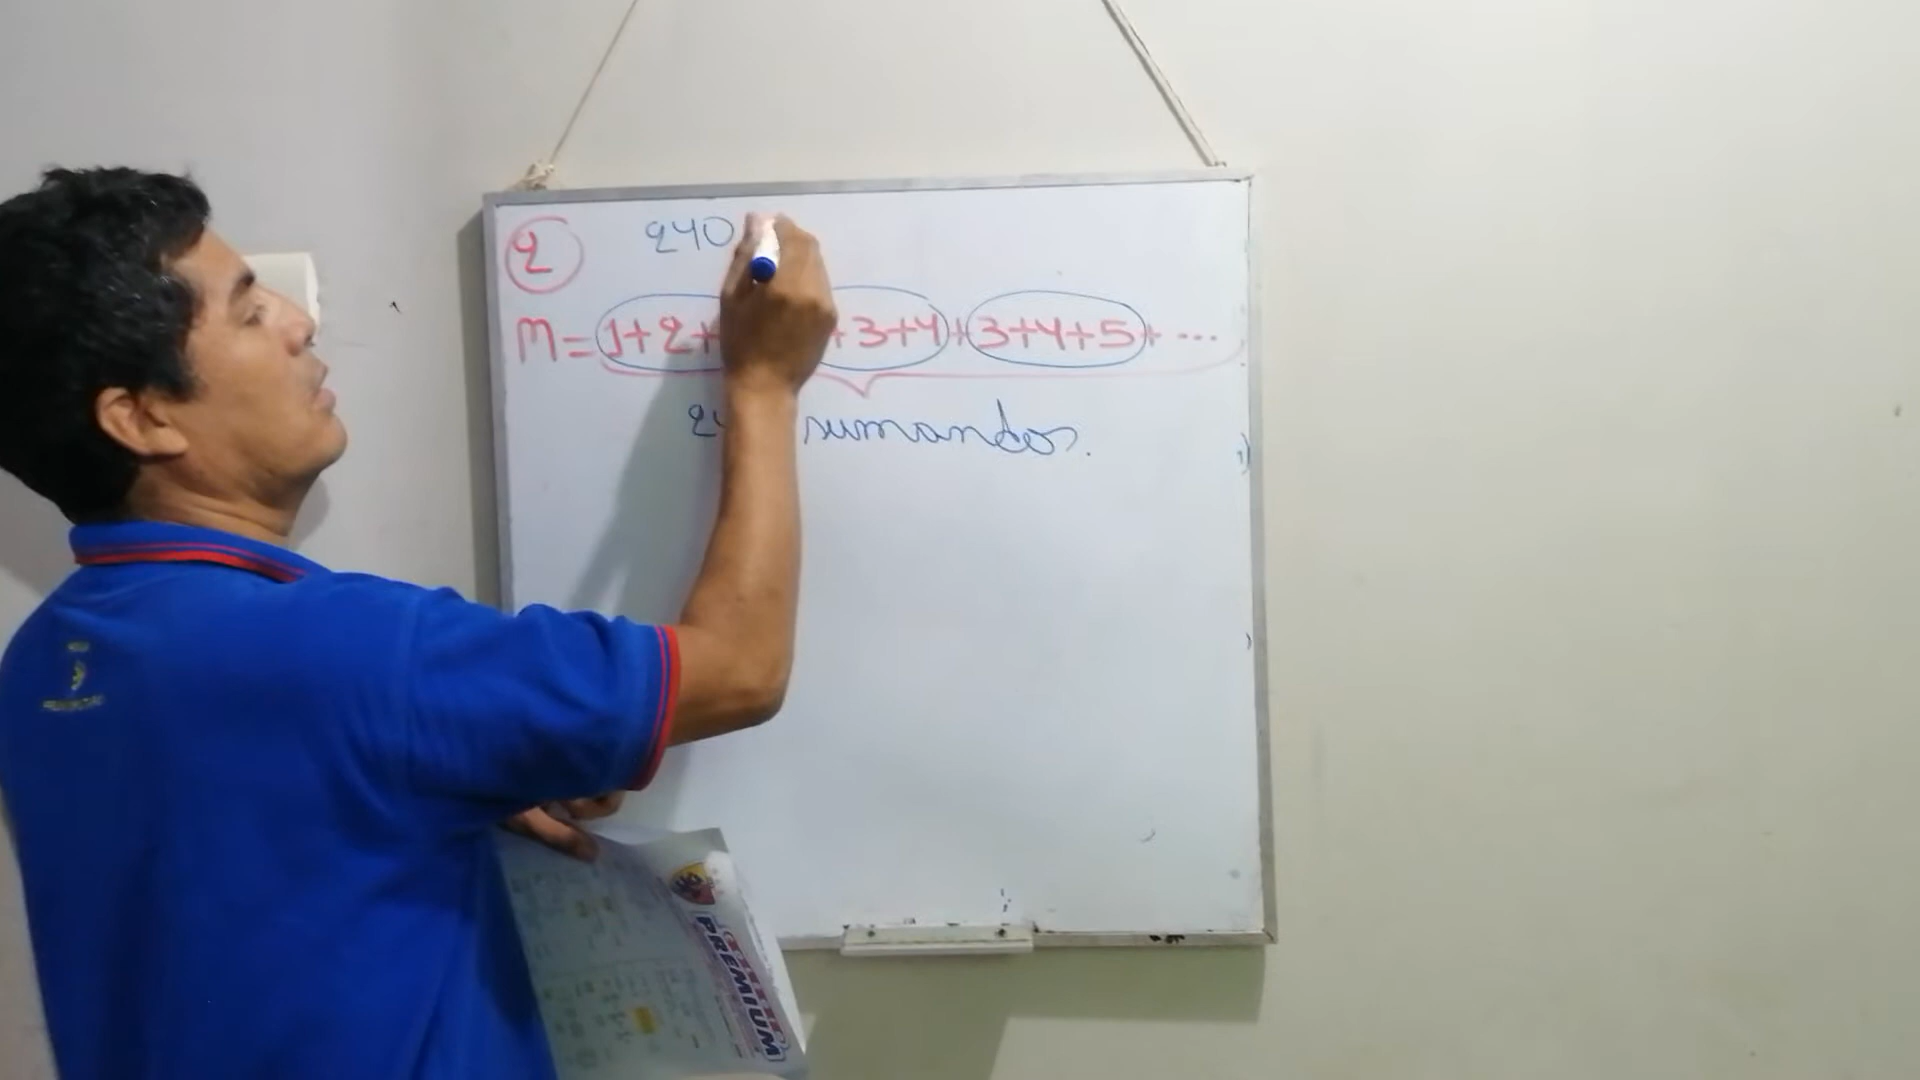 2
240
M = 1+2+ +3+4+3+4+5+ ...
sumandos.
PREMIUM